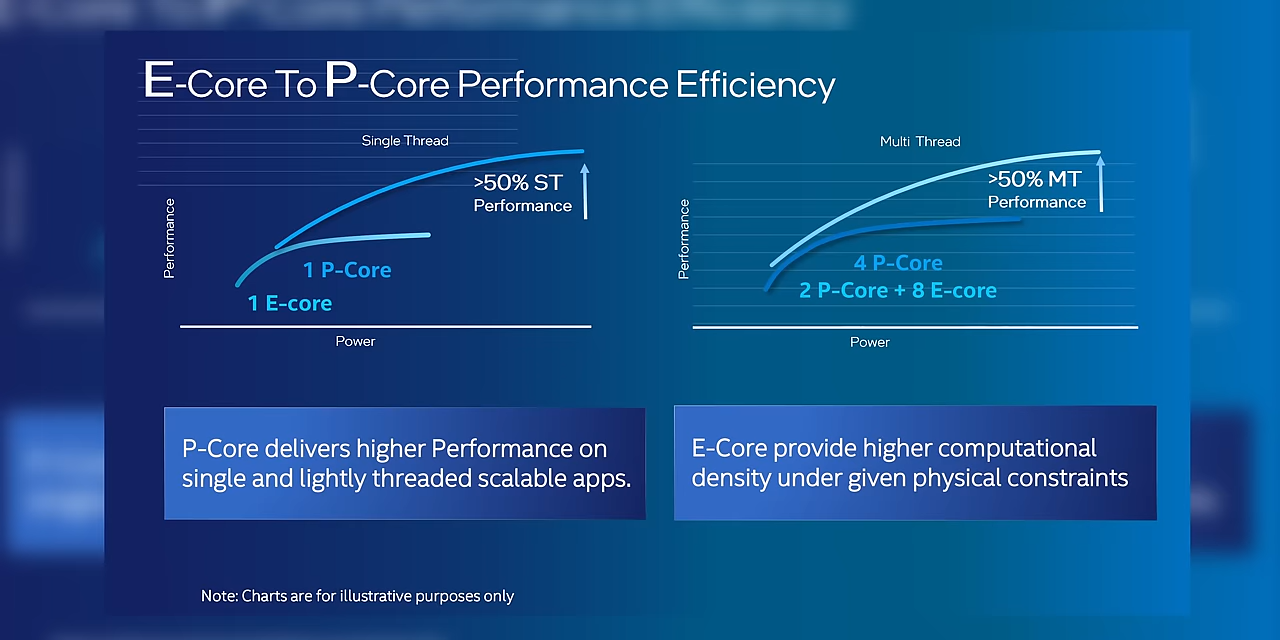 E-Core To P-Core Performance Efficiency
Single Thread
Performance
>50% ST
Performance
1 P-Core
1 E-core
Power
Multi Thread
Performance
>50% MT
Performance
4 P-Core
2 P-Core + 8 E-core
Power
P-Core delivers higher Performance on
single and lightly threaded scalable apps.
E-Core provide higher computational
density under given physical constraints
Note: Charts are for illustrative purposes only